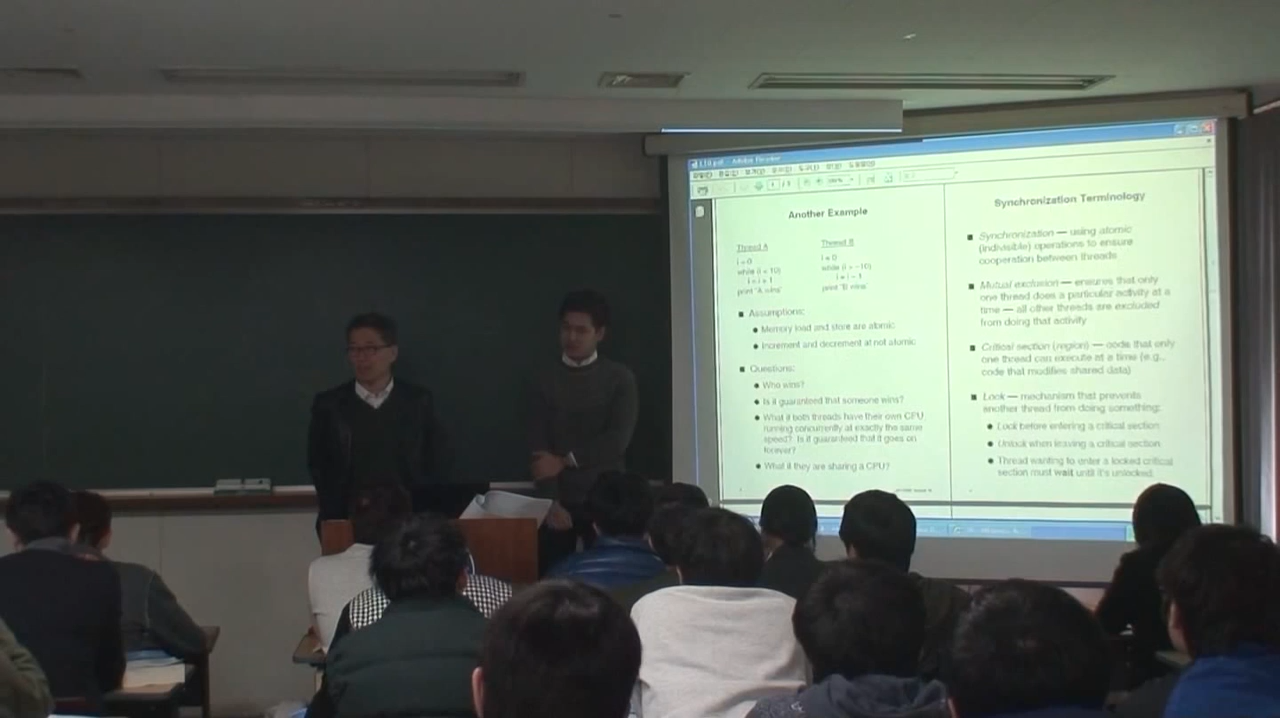 Adobe Reader
Another Example
Thread A
i = 0
while (i < 10)
i = i + 1
print "A wins"
Thread B
i = 0
while (i > -10)
i = i - 1
print "B wins"
Assumptions:
Memory load and store are atomic
Increment and decrement at not atomic
Questions:
Who wins?
Is it guaranteed that someone wins?
What if both threads have their own CPU
running concurrently at exactly the same
speed? Is it guaranteed that it goes on
forever?
What if they are sharing a CPU?
Synchronization Terminology
Synchronization — using atomic
(indivisible) operations to ensure
cooperation between threads
Mutual exclusion — ensures that only
one thread does a particular activity at a
time — all other threads are excluded
from doing that activity
Critical section (region) — code that only
one thread can execute at a time (e.g.,
code that modifies shared data)
Lock — mechanism that prevents
another thread from doing something:
Lock before entering a critical section
Unlock when leaving a critical section
Thread wanting to enter a locked critical
section must wait until it's unlocked